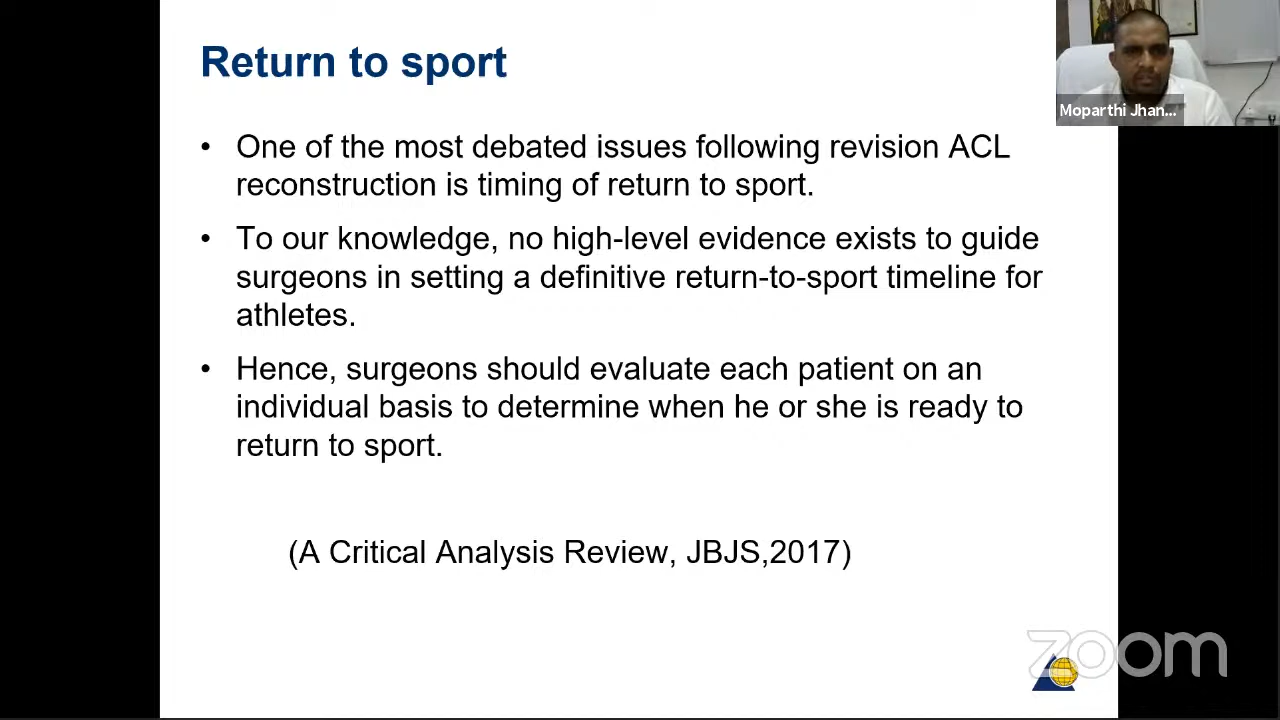 Return to sport
Moparthi Jhan...
• One of the most debated issues following revision ACL
reconstruction is timing of return to sport.
• To our knowledge, no high-level evidence exists to guide
surgeons in setting a definitive return-to-sport timeline for
athletes.
• Hence, surgeons should evaluate each patient on an
individual basis to determine when he or she is ready to
return to sport.
(A Critical Analysis Review, JBJS,2017)
zoom